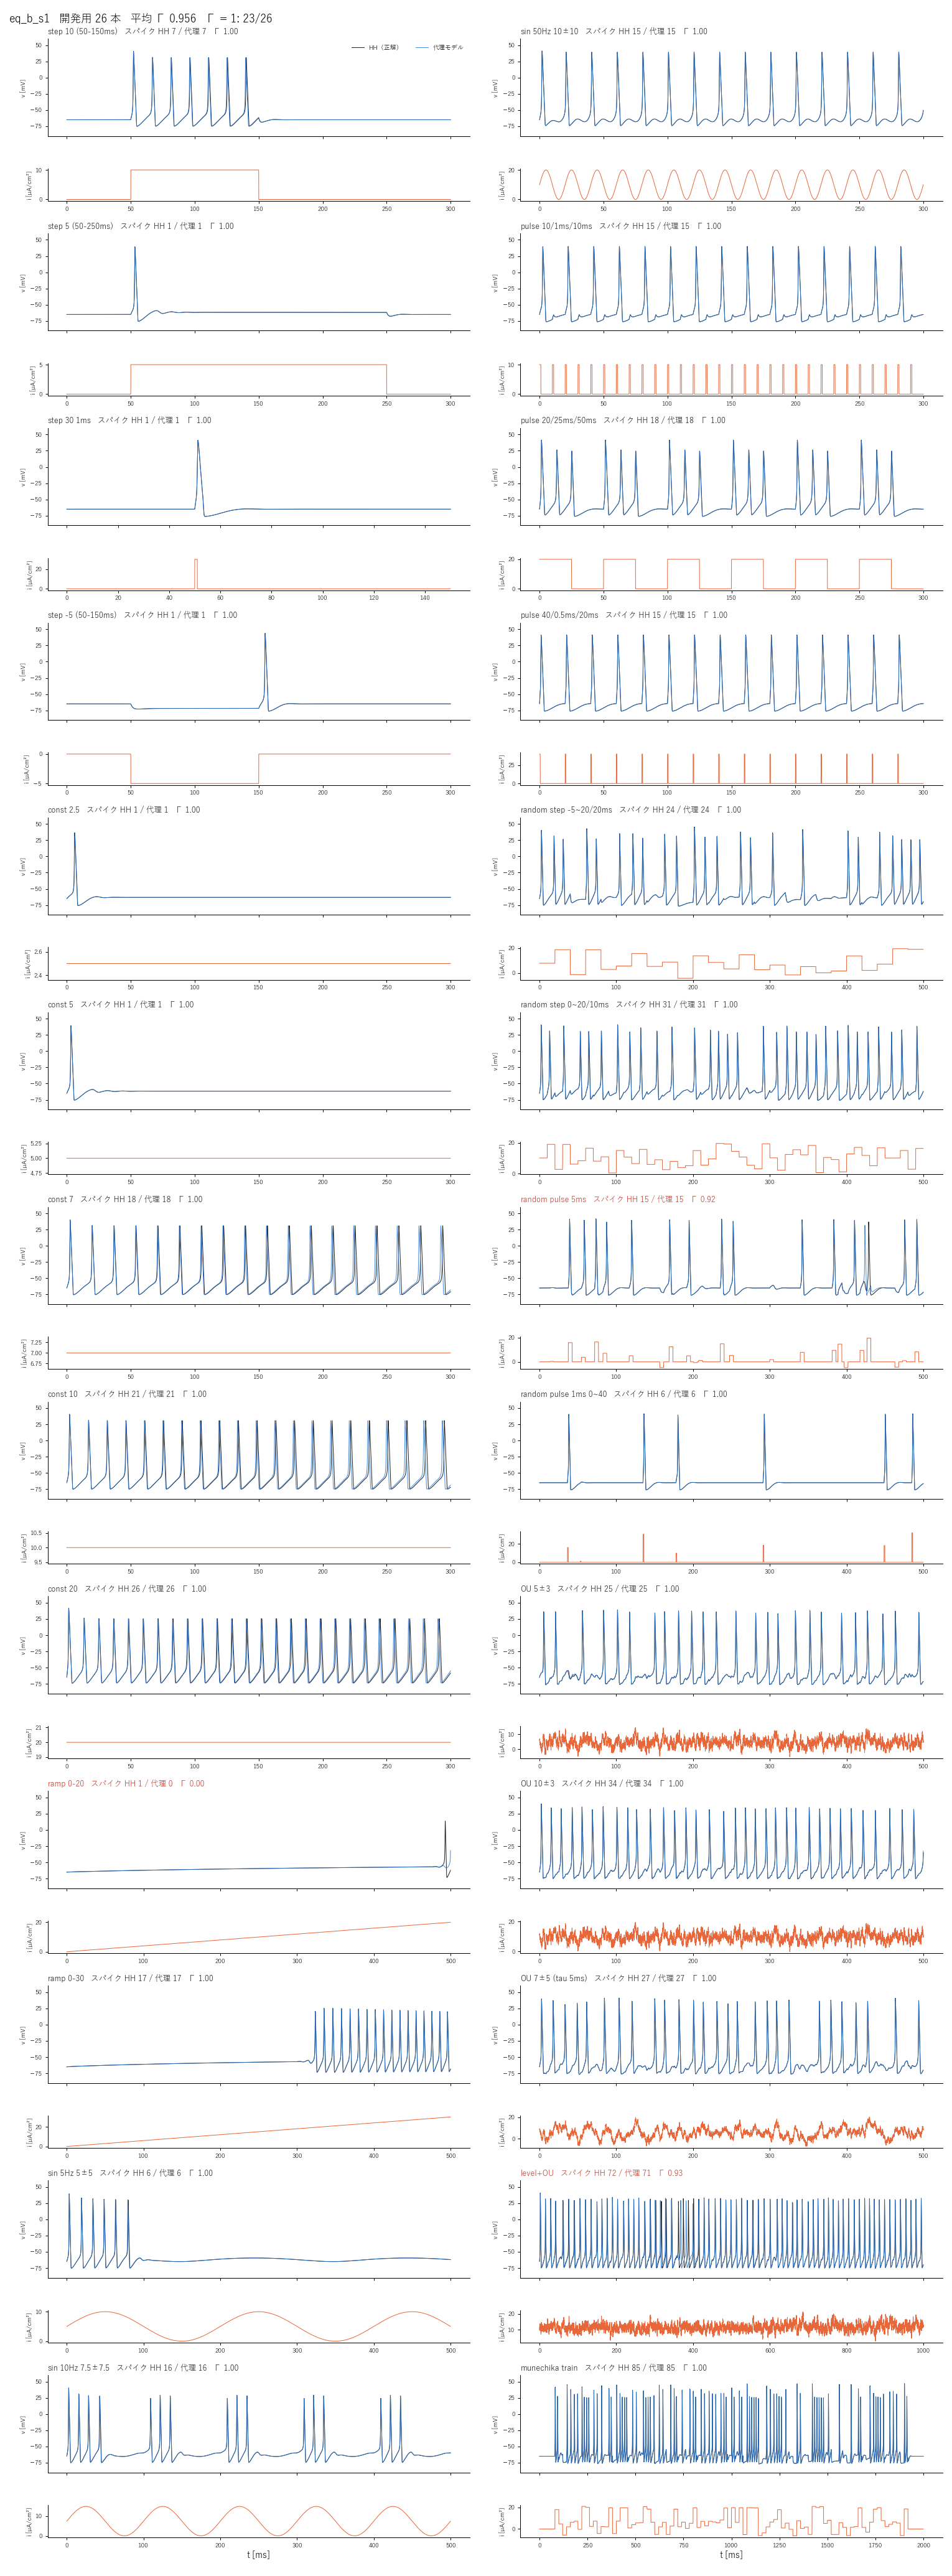 eq_b_s1 開発用 26 本 平均 Γ 0.956 Γ = 1: 23/26
step 10 (50-150ms) スパイク HH 7 / 代理 7 Γ 1.00
HH (正解) 代理モデル
sin 50Hz 10±10 スパイク HH 15 / 代理 15 Γ 1.00
step 5 (50-250ms) スパイク HH 1 / 代理 1 Γ 1.00
pulse 10/1ms/10ms スパイク HH 15 / 代理 15 Γ 1.00
step 30 1ms スパイク HH 1 / 代理 1 Γ 1.00
pulse 20/25ms/50ms スパイク HH 18 / 代理 18 Γ 1.00
step -5 (50-150ms) スパイク HH 1 / 代理 1 Γ 1.00
pulse 40/0.5ms/20ms スパイク HH 15 / 代理 15 Γ 1.00
const 2.5 スパイク HH 1 / 代理 1 Γ 1.00
random step -5~20/20ms スパイク HH 24 / 代理 24 Γ 1.00
const 5 スパイク HH 1 / 代理 1 Γ 1.00
random step 0~20/10ms スパイク HH 31 / 代理 31 Γ 1.00
const 7 スパイク HH 18 / 代理 18 Γ 1.00
random pulse 5ms スパイク HH 15 / 代理 15 Γ 0.92
const 10 スパイク HH 21 / 代理 21 Γ 1.00
random pulse 1ms 0~40 スパイク HH 6 / 代理 6 Γ 1.00
const 20 スパイク HH 26 / 代理 26 Γ 1.00
OU 5±3 スパイク HH 25 / 代理 25 Γ 1.00
ramp 0-20 スパイク HH 1 / 代理 0 Γ 0.00
OU 10±3 スパイク HH 34 / 代理 34 Γ 1.00
ramp 0-30 スパイク HH 17 / 代理 17 Γ 1.00
OU 7±5 (tau 5ms) スパイク HH 27 / 代理 27 Γ 1.00
sin 5Hz 5±5 スパイク HH 6 / 代理 6 Γ 1.00
level+OU スパイク HH 72 / 代理 71 Γ 0.93
sin 10Hz 7.5±7.5 スパイク HH 16 / 代理 16 Γ 1.00
munechika train スパイク HH 85 / 代理 85 Γ 1.00
v [mV]
i [μA/cm²]
t [ms]
t [ms]